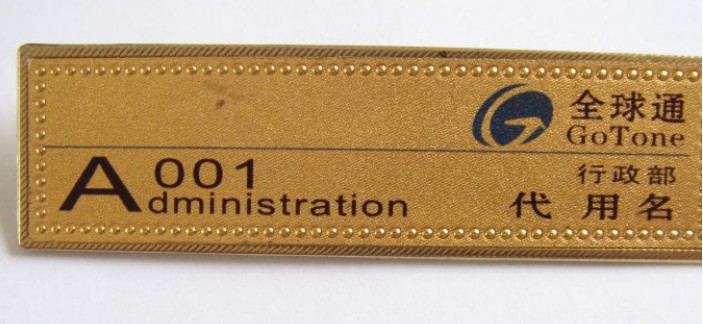 全球通
GoTone
A001 行政部
dministration 代用名